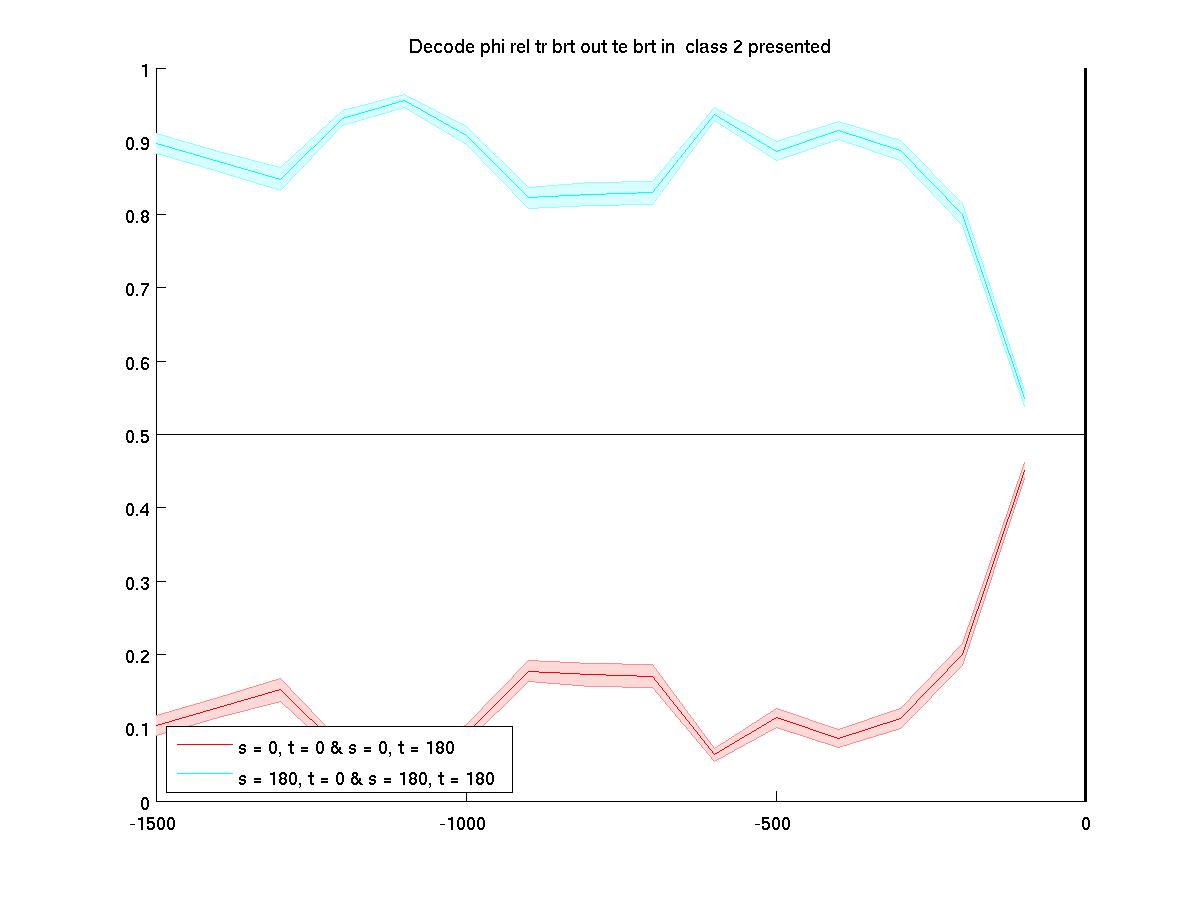 Decode phi rel tr brt out te brt in  class 2 presented
1
0.9
0.8
0.7
0.6
0.5
0.4
0.3
0.2
0.1
0
s = 0, t = 0 & s = 0, t = 180
s = 180, t = 0 & s = 180, t = 180
-1500 -1000 -500 0